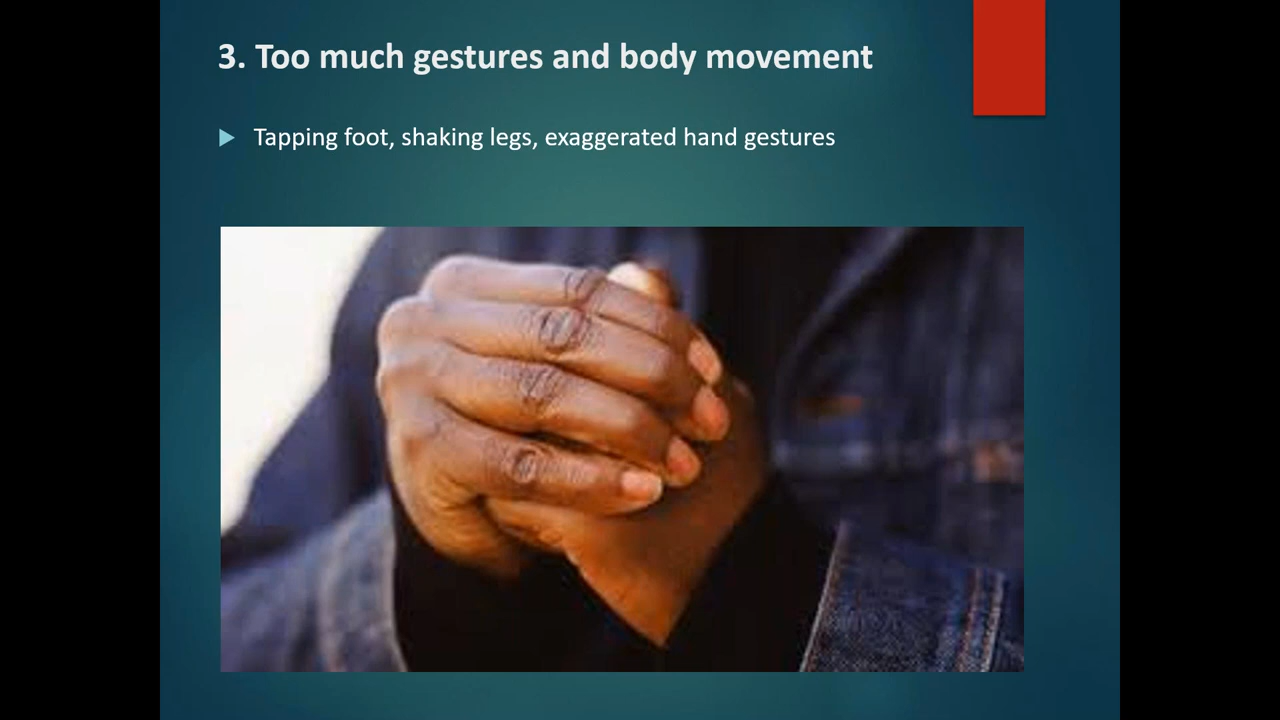 3. Too much gestures and body movement
Tapping foot, shaking legs, exaggerated hand gestures